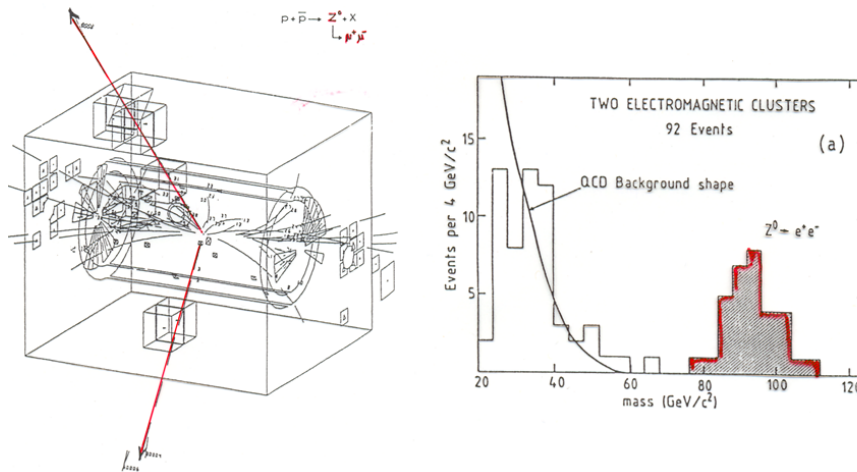 p + p̅ → Z⁰ + X
μ⁺ μ⁻
TWO ELECTROMAGNETIC CLUSTERS
92 Events
(a)
QCD Background shape
Z⁰→ e⁺e⁻
Events per 4 GeV/c²
15
10
5
20
40
60
80
100
120
mass (GeV/c²)